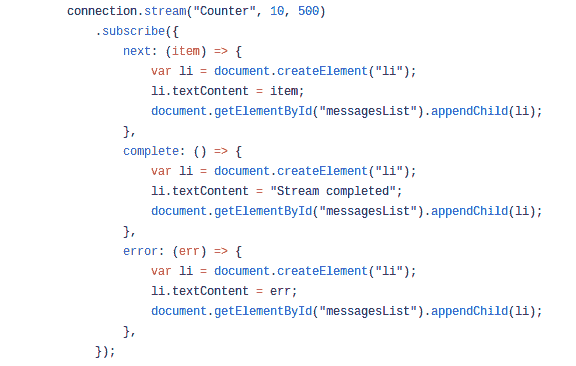 connection.stream("Counter", 10, 500)
    .subscribe({
        next: (item) => {
            var li = document.createElement("li");
            li.textContent = item;
            document.getElementById("messagesList").appendChild(li);
        },
        complete: () => {
            var li = document.createElement("li");
            li.textContent = "Stream completed";
            document.getElementById("messagesList").appendChild(li);
        },
        error: (err) => {
            var li = document.createElement("li");
            li.textContent = err;
            document.getElementById("messagesList").appendChild(li);
        },
    });